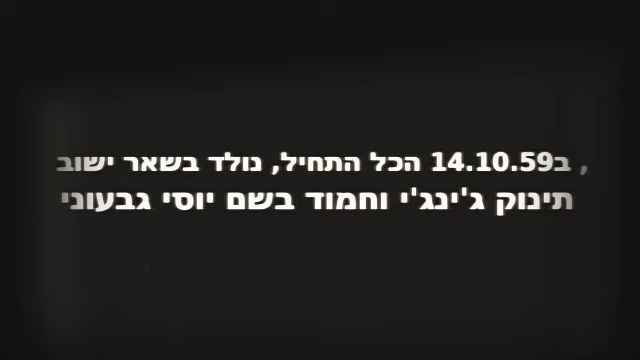 , ב14.10.59 הכל התחיל, נולד בשאר ישוב
תינוק ג'ינג'י וחמוד בשם יוסי גבעוני